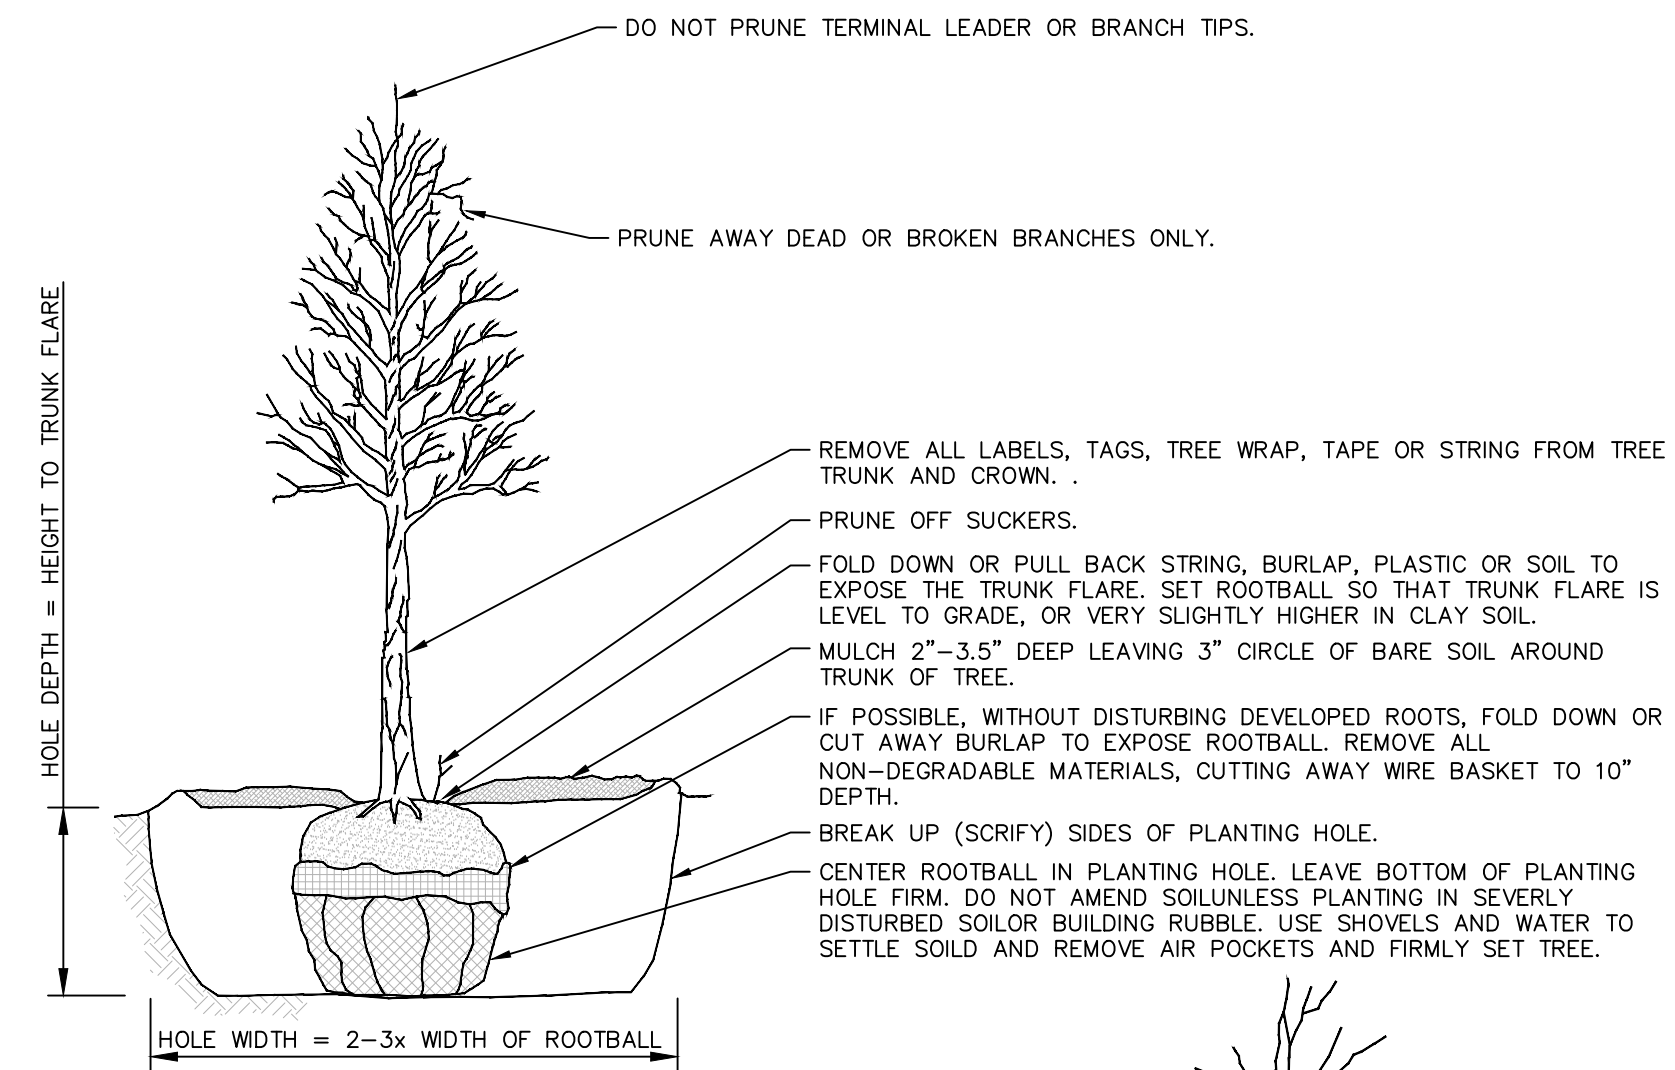 DO NOT PRUNE TERMINAL LEADER OR BRANCH TIPS.
PRUNE AWAY DEAD OR BROKEN BRANCHES ONLY.
HOLE DEPTH = HEIGHT TO TRUNK FLARE
REMOVE ALL LABELS, TAGS, TREE WRAP, TAPE OR STRING FROM TREE
TRUNK AND CROWN. .
PRUNE OFF SUCKERS.
FOLD DOWN OR PULL BACK STRING, BURLAP, PLASTIC OR SOIL TO
EXPOSE THE TRUNK FLARE. SET ROOTBALL SO THAT TRUNK FLARE IS
LEVEL TO GRADE, OR VERY SLIGHTLY HIGHER IN CLAY SOIL.
MULCH 2”-3.5” DEEP LEAVING 3” CIRCLE OF BARE SOIL AROUND
TRUNK OF TREE.
IF POSSIBLE, WITHOUT DISTURBING DEVELOPED ROOTS, FOLD DOWN OR
CUT AWAY BURLAP TO EXPOSE ROOTBALL. REMOVE ALL
NON-DEGRADABLE MATERIALS, CUTTING AWAY WIRE BASKET TO 10”
DEPTH.
BREAK UP (SCRIFY) SIDES OF PLANTING HOLE.
CENTER ROOTBALL IN PLANTING HOLE. LEAVE BOTTOM OF PLANTING
HOLE FIRM. DO NOT AMEND SOILUNLESS PLANTING IN SEVERLY
DISTURBED SOILOR BUILDING RUBBLE. USE SHOVELS AND WATER TO
SETTLE SOILD AND REMOVE AIR POCKETS AND FIRMLY SET TREE.
HOLE WIDTH = 2-3x WIDTH OF ROOTBALL